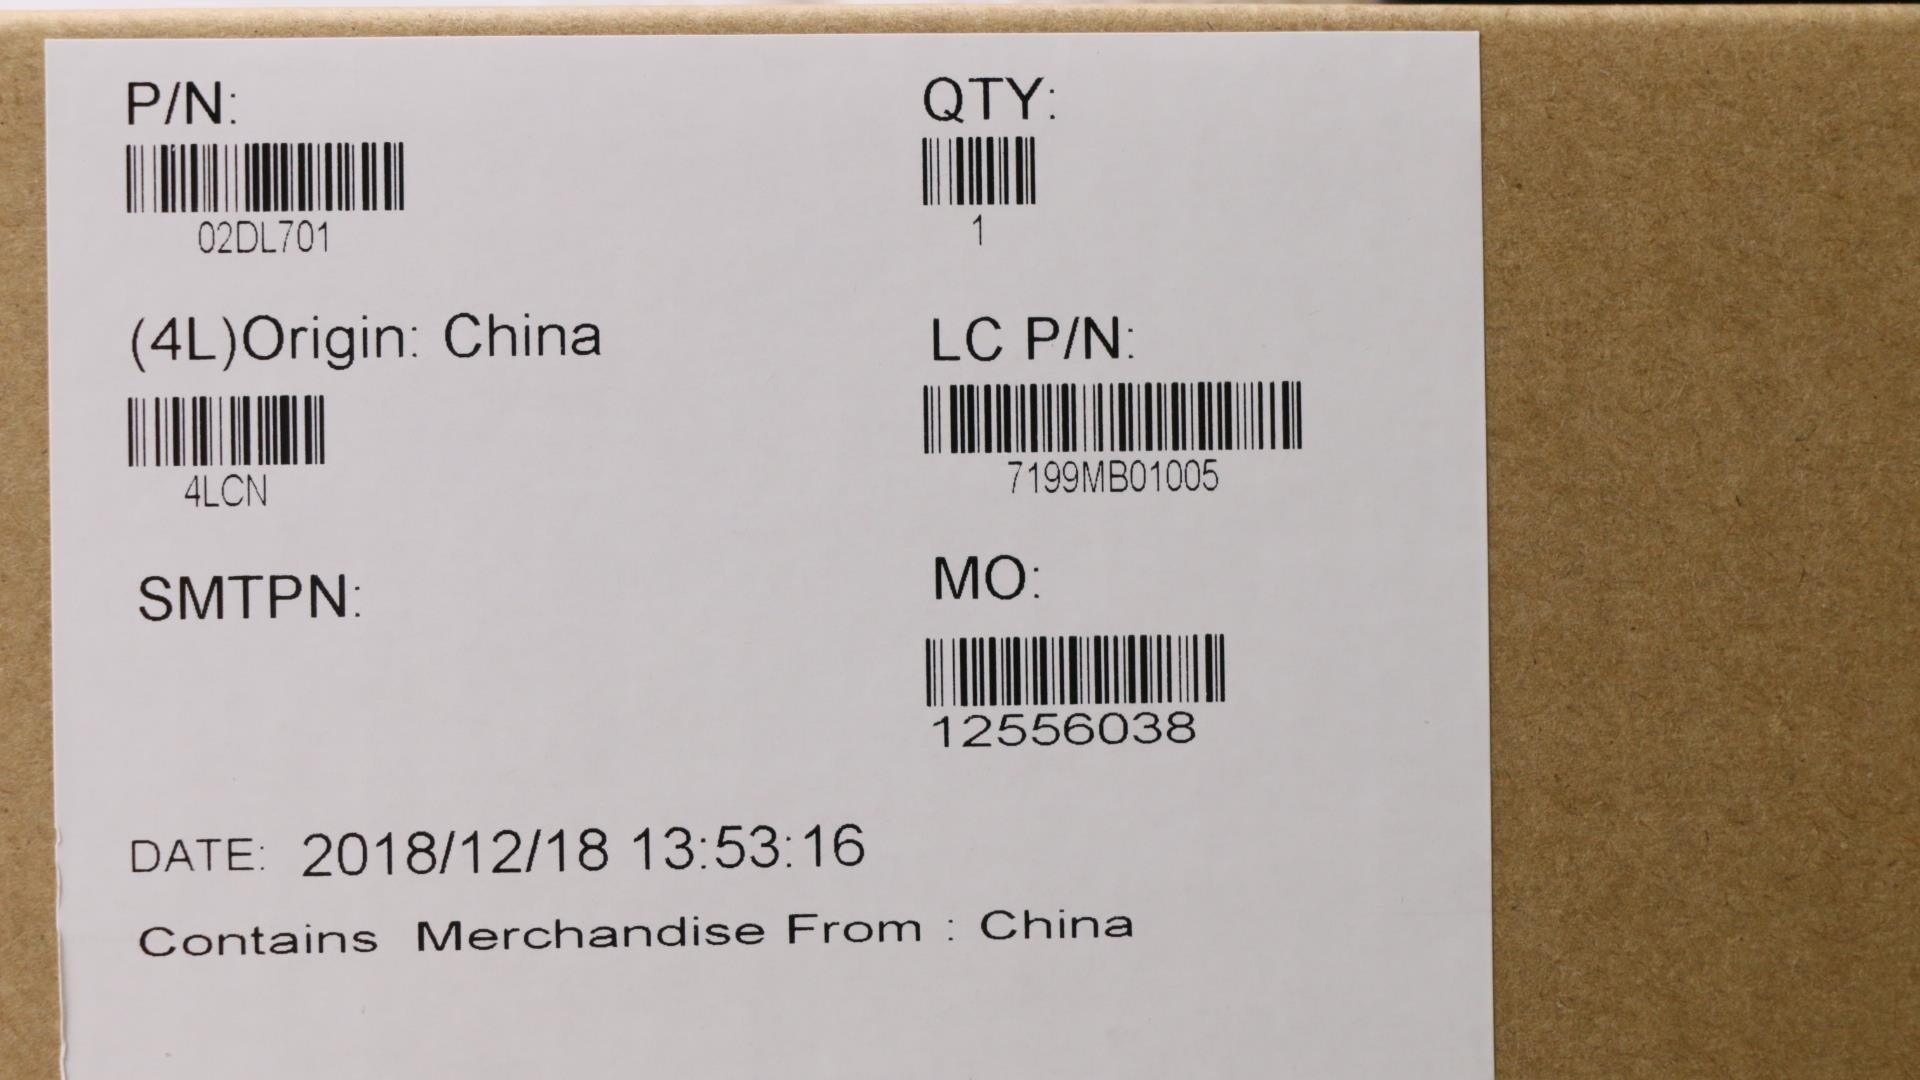 P/N:
02DL701
QTY:
1
(4L)Origin: China
4LCN
LC P/N:
7199MB01005
SMTPN:
MO:
12556038
DATE: 2018/12/18 13:53:16
Contains Merchandise From : China